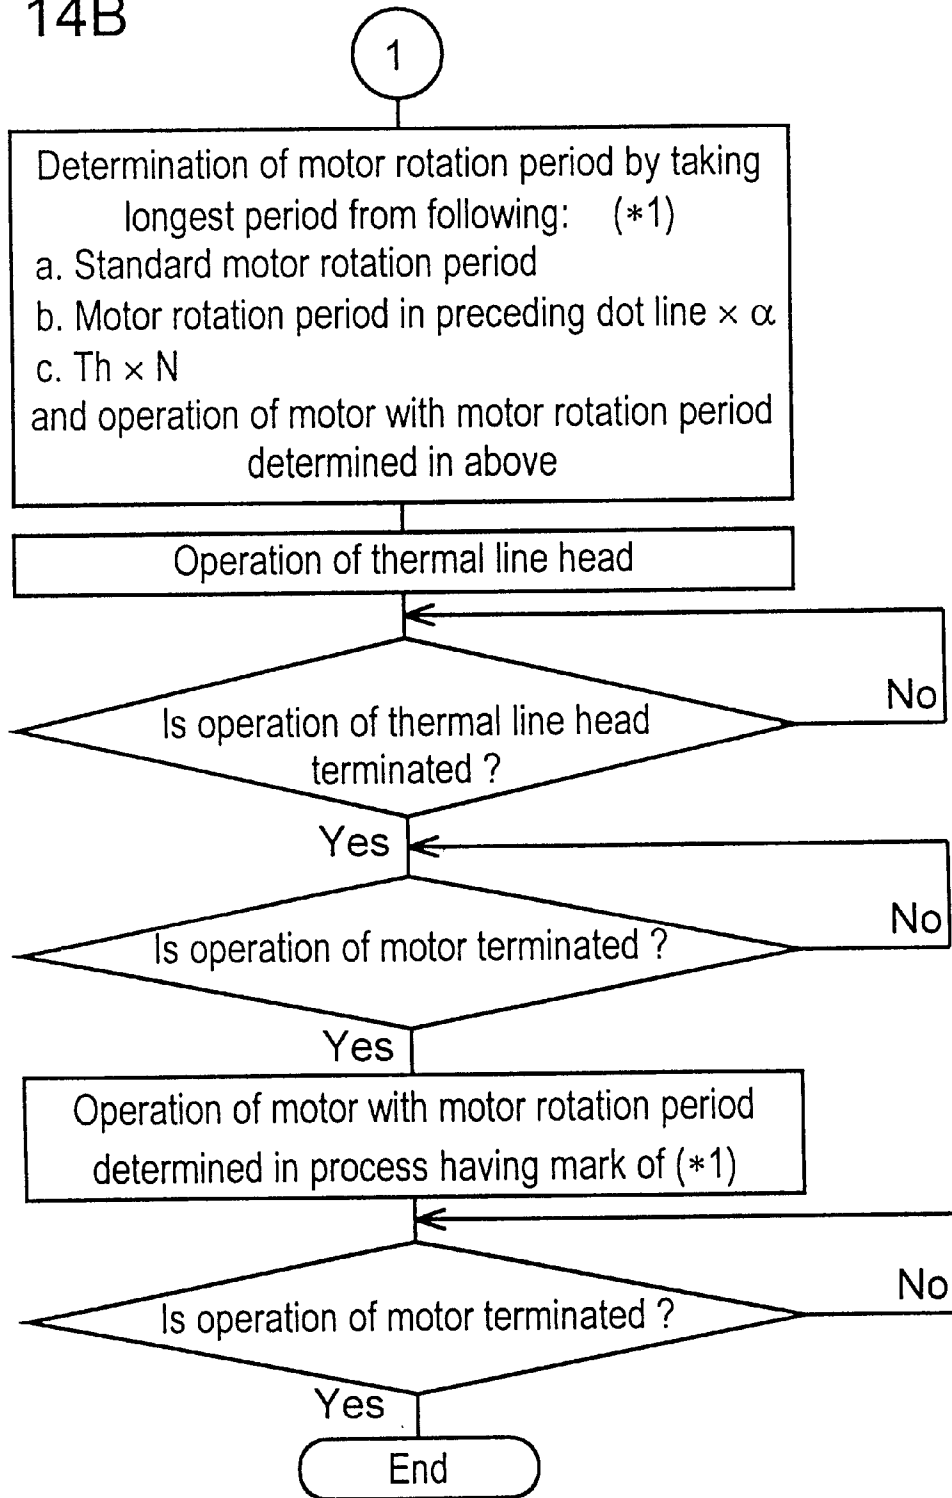 14B
1
Determination of motor rotation period by taking
longest period from following: (*1)
a. Standard motor rotation period
b. Motor rotation period in preceding dot line × α
c. Th × N
and operation of motor with motor rotation period
determined in above
Operation of thermal line head
No
Is operation of thermal line head
terminated ?
Yes
No
Is operation of motor terminated ?
Yes
Operation of motor with motor rotation period
determined in process having mark of (*1)
No
Is operation of motor terminated ?
Yes
End